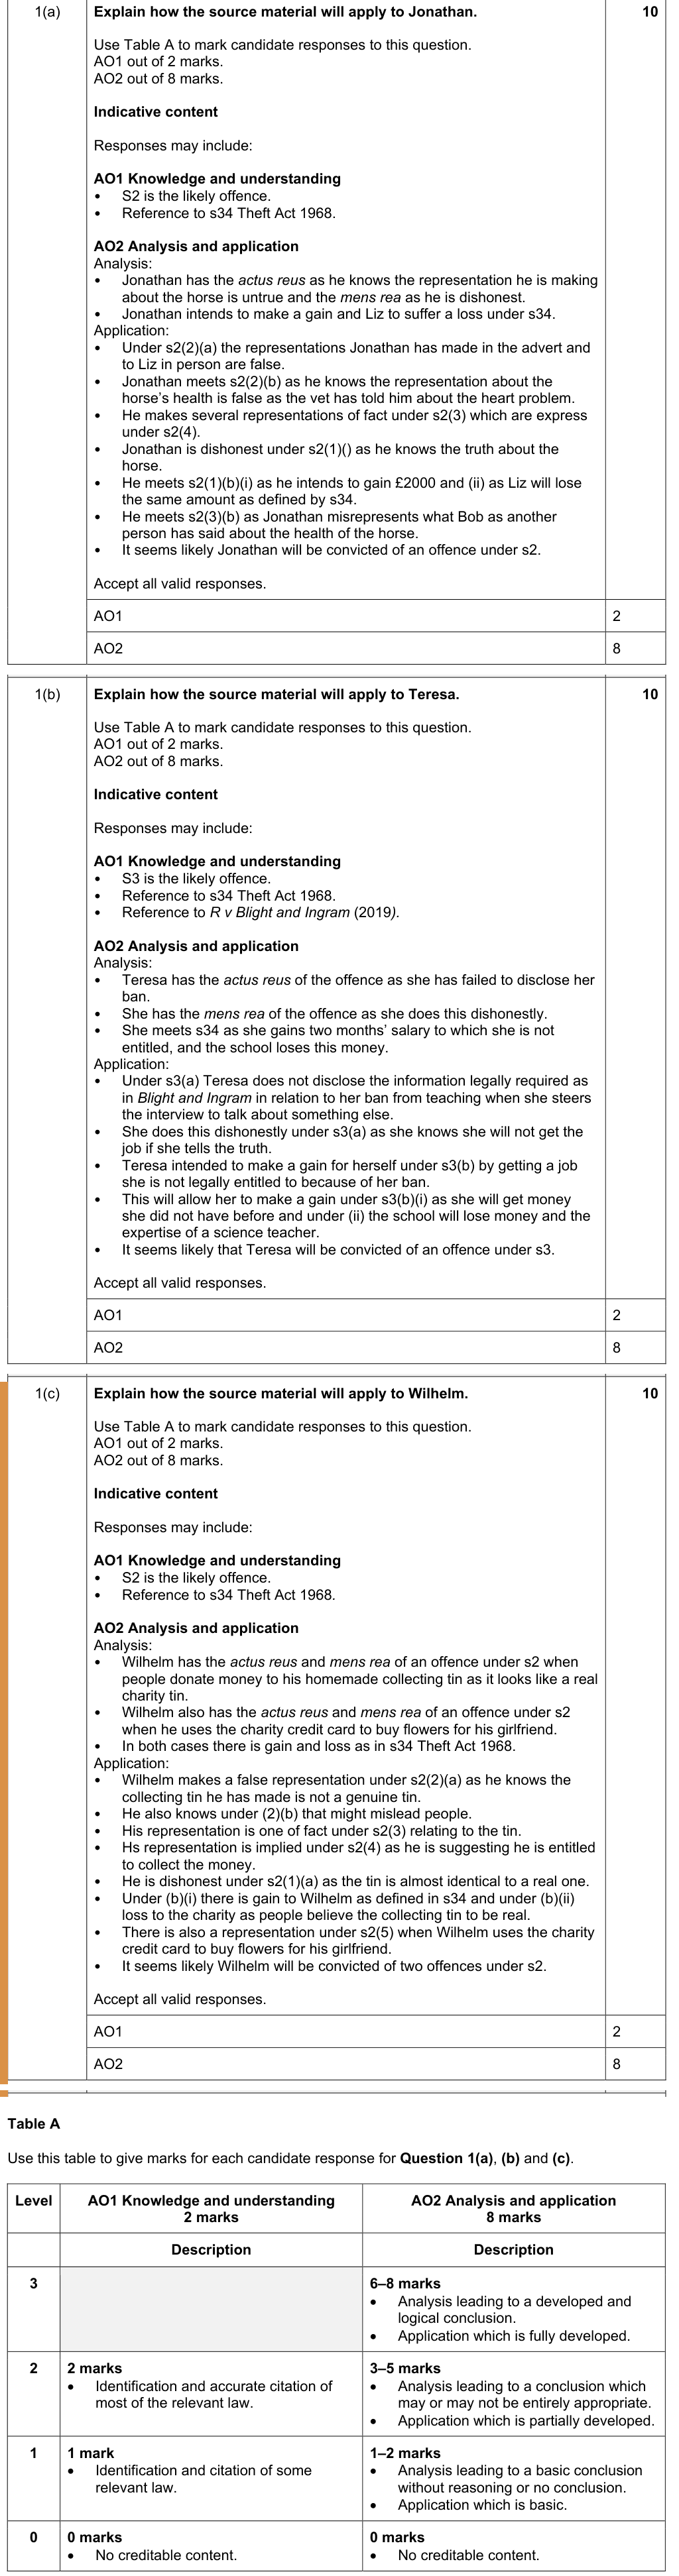 1(a) Explain how the source material will apply to Jonathan. 10
Use Table A to mark candidate responses to this question.
AO1 out of 2 marks.
AO2 out of 8 marks.
Indicative content
Responses may include:
AO1 Knowledge and understanding
• S2 is the likely offence.
• Reference to s34 Theft Act 1968.
AO2 Analysis and application
Analysis:
• Jonathan has the actus reus as he knows the representation he is making
about the horse is untrue and the mens rea as he is dishonest.
• Jonathan intends to make a gain and Liz to suffer a loss under s34.
Application:
• Under s2(2)(a) the representations Jonathan has made in the advert and
to Liz in person are false.
• Jonathan meets s2(2)(b) as he knows the representation about the
horse's health is false as the vet has told him about the heart problem.
• He makes several representations of fact under s2(3) which are express
under s2(4).
• Jonathan is dishonest under s2(1)() as he knows the truth about the
horse.
• He meets s2(1)(b)(i) as he intends to gain £2000 and (ii) as Liz will lose
the same amount as defined by s34.
• He meets s2(3)(b) as Jonathan misrepresents what Bob as another
person has said about the health of the horse.
• It seems likely Jonathan will be convicted of an offence under s2.
Accept all valid responses.
AO1 2
AO2 8
1(b) Explain how the source material will apply to Teresa. 10
Use Table A to mark candidate responses to this question.
AO1 out of 2 marks.
AO2 out of 8 marks.
Indicative content
Responses may include:
AO1 Knowledge and understanding
• S3 is the likely offence.
• Reference to s34 Theft Act 1968.
• Reference to R v Blight and Ingram (2019).
AO2 Analysis and application
Analysis:
• Teresa has the actus reus of the offence as she has failed to disclose her
ban.
• She has the mens rea of the offence as she does this dishonestly.
• She meets s34 as she gains two months' salary to which she is not
entitled, and the school loses this money.
Application:
• Under s3(a) Teresa does not disclose the information legally required as
in Blight and Ingram in relation to her ban from teaching when she steers
the interview to talk about something else.
• She does this dishonestly under s3(a) as she knows she will not get the
job if she tells the truth.
• Teresa intended to make a gain for herself under s3(b) by getting a job
she is not legally entitled to because of her ban.
• This will allow her to make a gain under s3(b)(i) as she will get money
she did not have before and under (ii) the school will lose money and the
expertise of a science teacher.
• It seems likely that Teresa will be convicted of an offence under s3.
Accept all valid responses.
AO1 2
AO2 8
1(c) Explain how the source material will apply to Wilhelm. 10
Use Table A to mark candidate responses to this question.
AO1 out of 2 marks.
AO2 out of 8 marks.
Indicative content
Responses may include:
AO1 Knowledge and understanding
• S2 is the likely offence.
• Reference to s34 Theft Act 1968.
AO2 Analysis and application
Analysis:
• Wilhelm has the actus reus and mens rea of an offence under s2 when
people donate money to his homemade collecting tin as it looks like a real
charity tin.
• Wilhelm also has the actus reus and mens rea of an offence under s2
when he uses the charity credit card to buy flowers for his girlfriend.
• In both cases there is gain and loss as in s34 Theft Act 1968.
Application:
• Wilhelm makes a false representation under s2(2)(a) as he knows the
collecting tin he has made is not a genuine tin.
• He also knows under (2)(b) that might mislead people.
• His representation is one of fact under s2(3) relating to the tin.
• Hs representation is implied under s2(4) as he is suggesting he is entitled
to collect the money.
• He is dishonest under s2(1)(a) as the tin is almost identical to a real one.
• Under (b)(i) there is gain to Wilhelm as defined in s34 and under (b)(ii)
loss to the charity as people believe the collecting tin to be real.
• There is also a representation under s2(5) when Wilhelm uses the charity
credit card to buy flowers for his girlfriend.
• It seems likely Wilhelm will be convicted of two offences under s2.
Accept all valid responses.
AO1 2
AO2 8
Table A
Use this table to give marks for each candidate response for Question 1(a), (b) and (c).
Level AO1 Knowledge and understanding AO2 Analysis and application
2 marks 8 marks
Description Description
3 6–8 marks
• Analysis leading to a developed and
logical conclusion.
• Application which is fully developed.
2 2 marks 3–5 marks
• Identification and accurate citation of • Analysis leading to a conclusion which
most of the relevant law. may or may not be entirely appropriate.
• Application which is partially developed.
1 1 mark 1–2 marks
• Identification and citation of some • Analysis leading to a basic conclusion
relevant law. without reasoning or no conclusion.
• Application which is basic.
0 0 marks 0 marks
• No creditable content. • No creditable content.